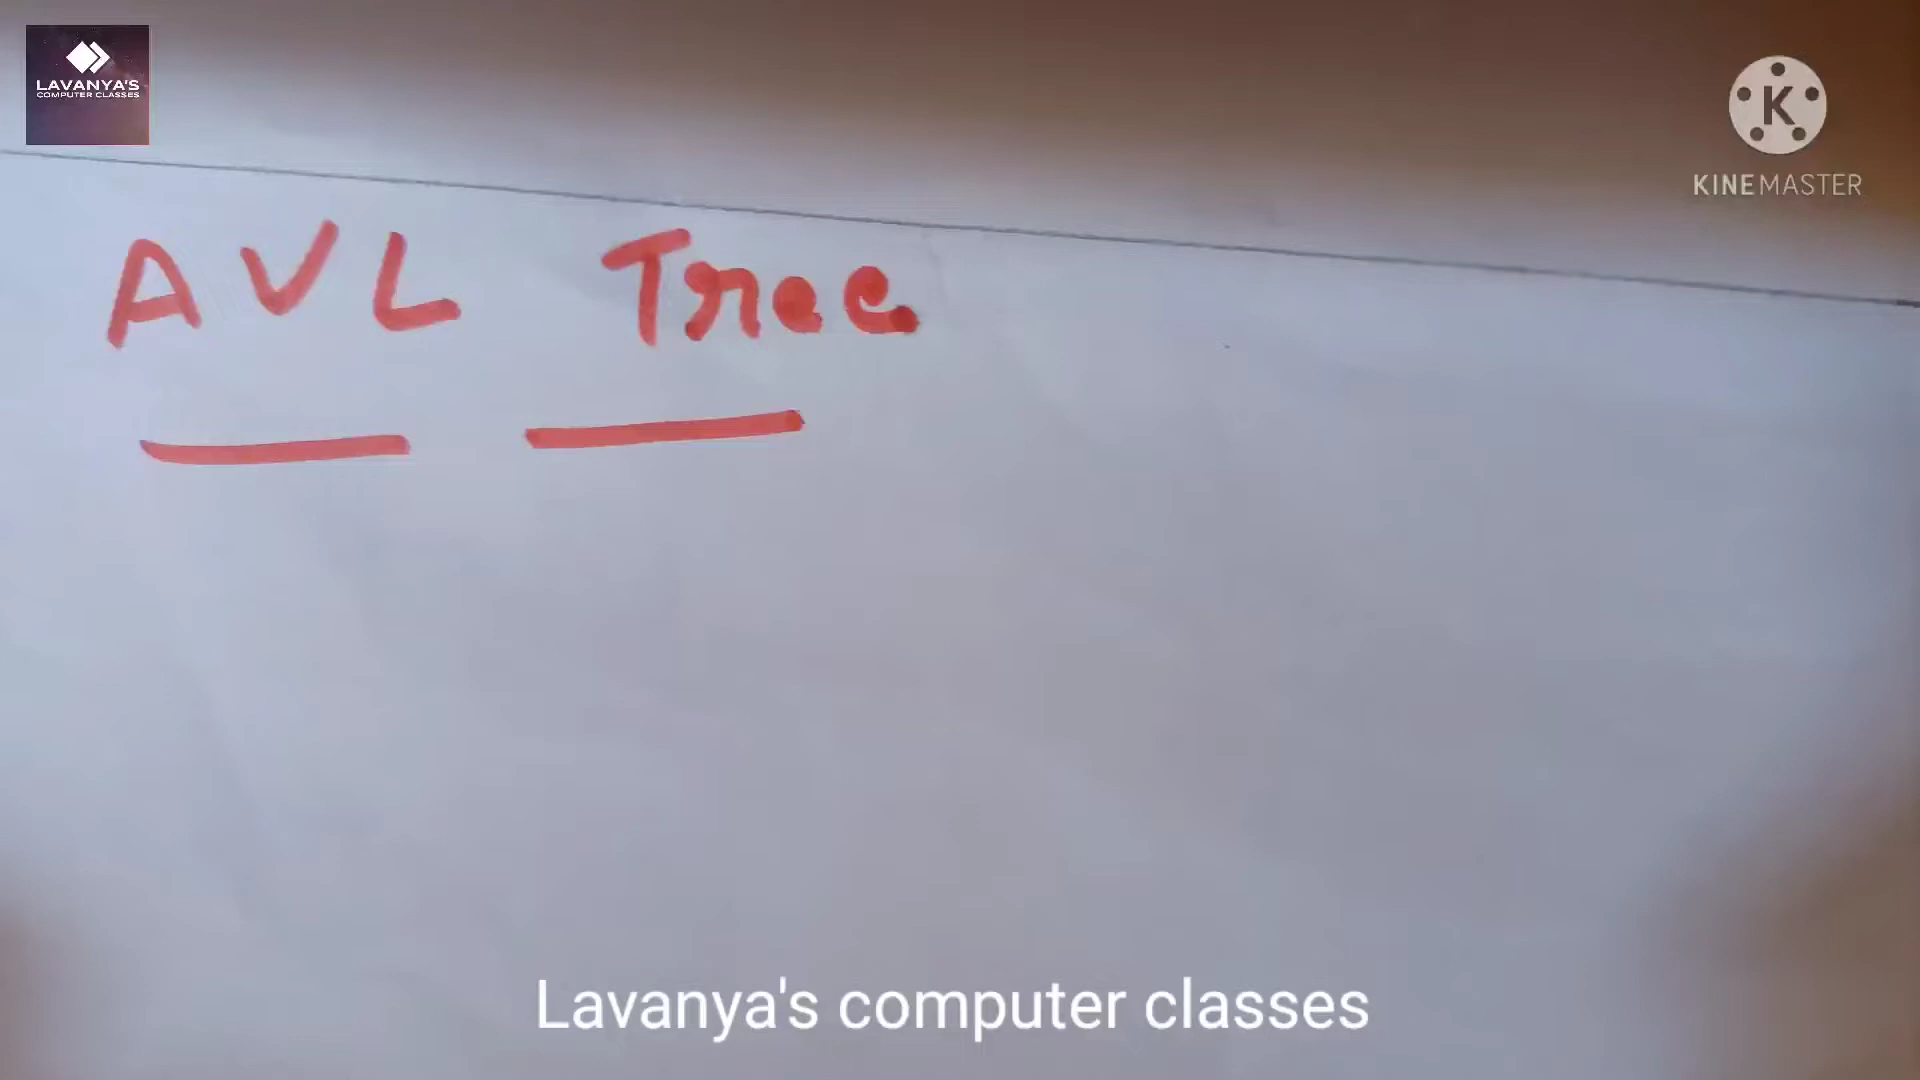 LAVANYA'S
COMPUTER CLASSES
K
KINEMASTER
AVL Tree
Lavanya's computer classes